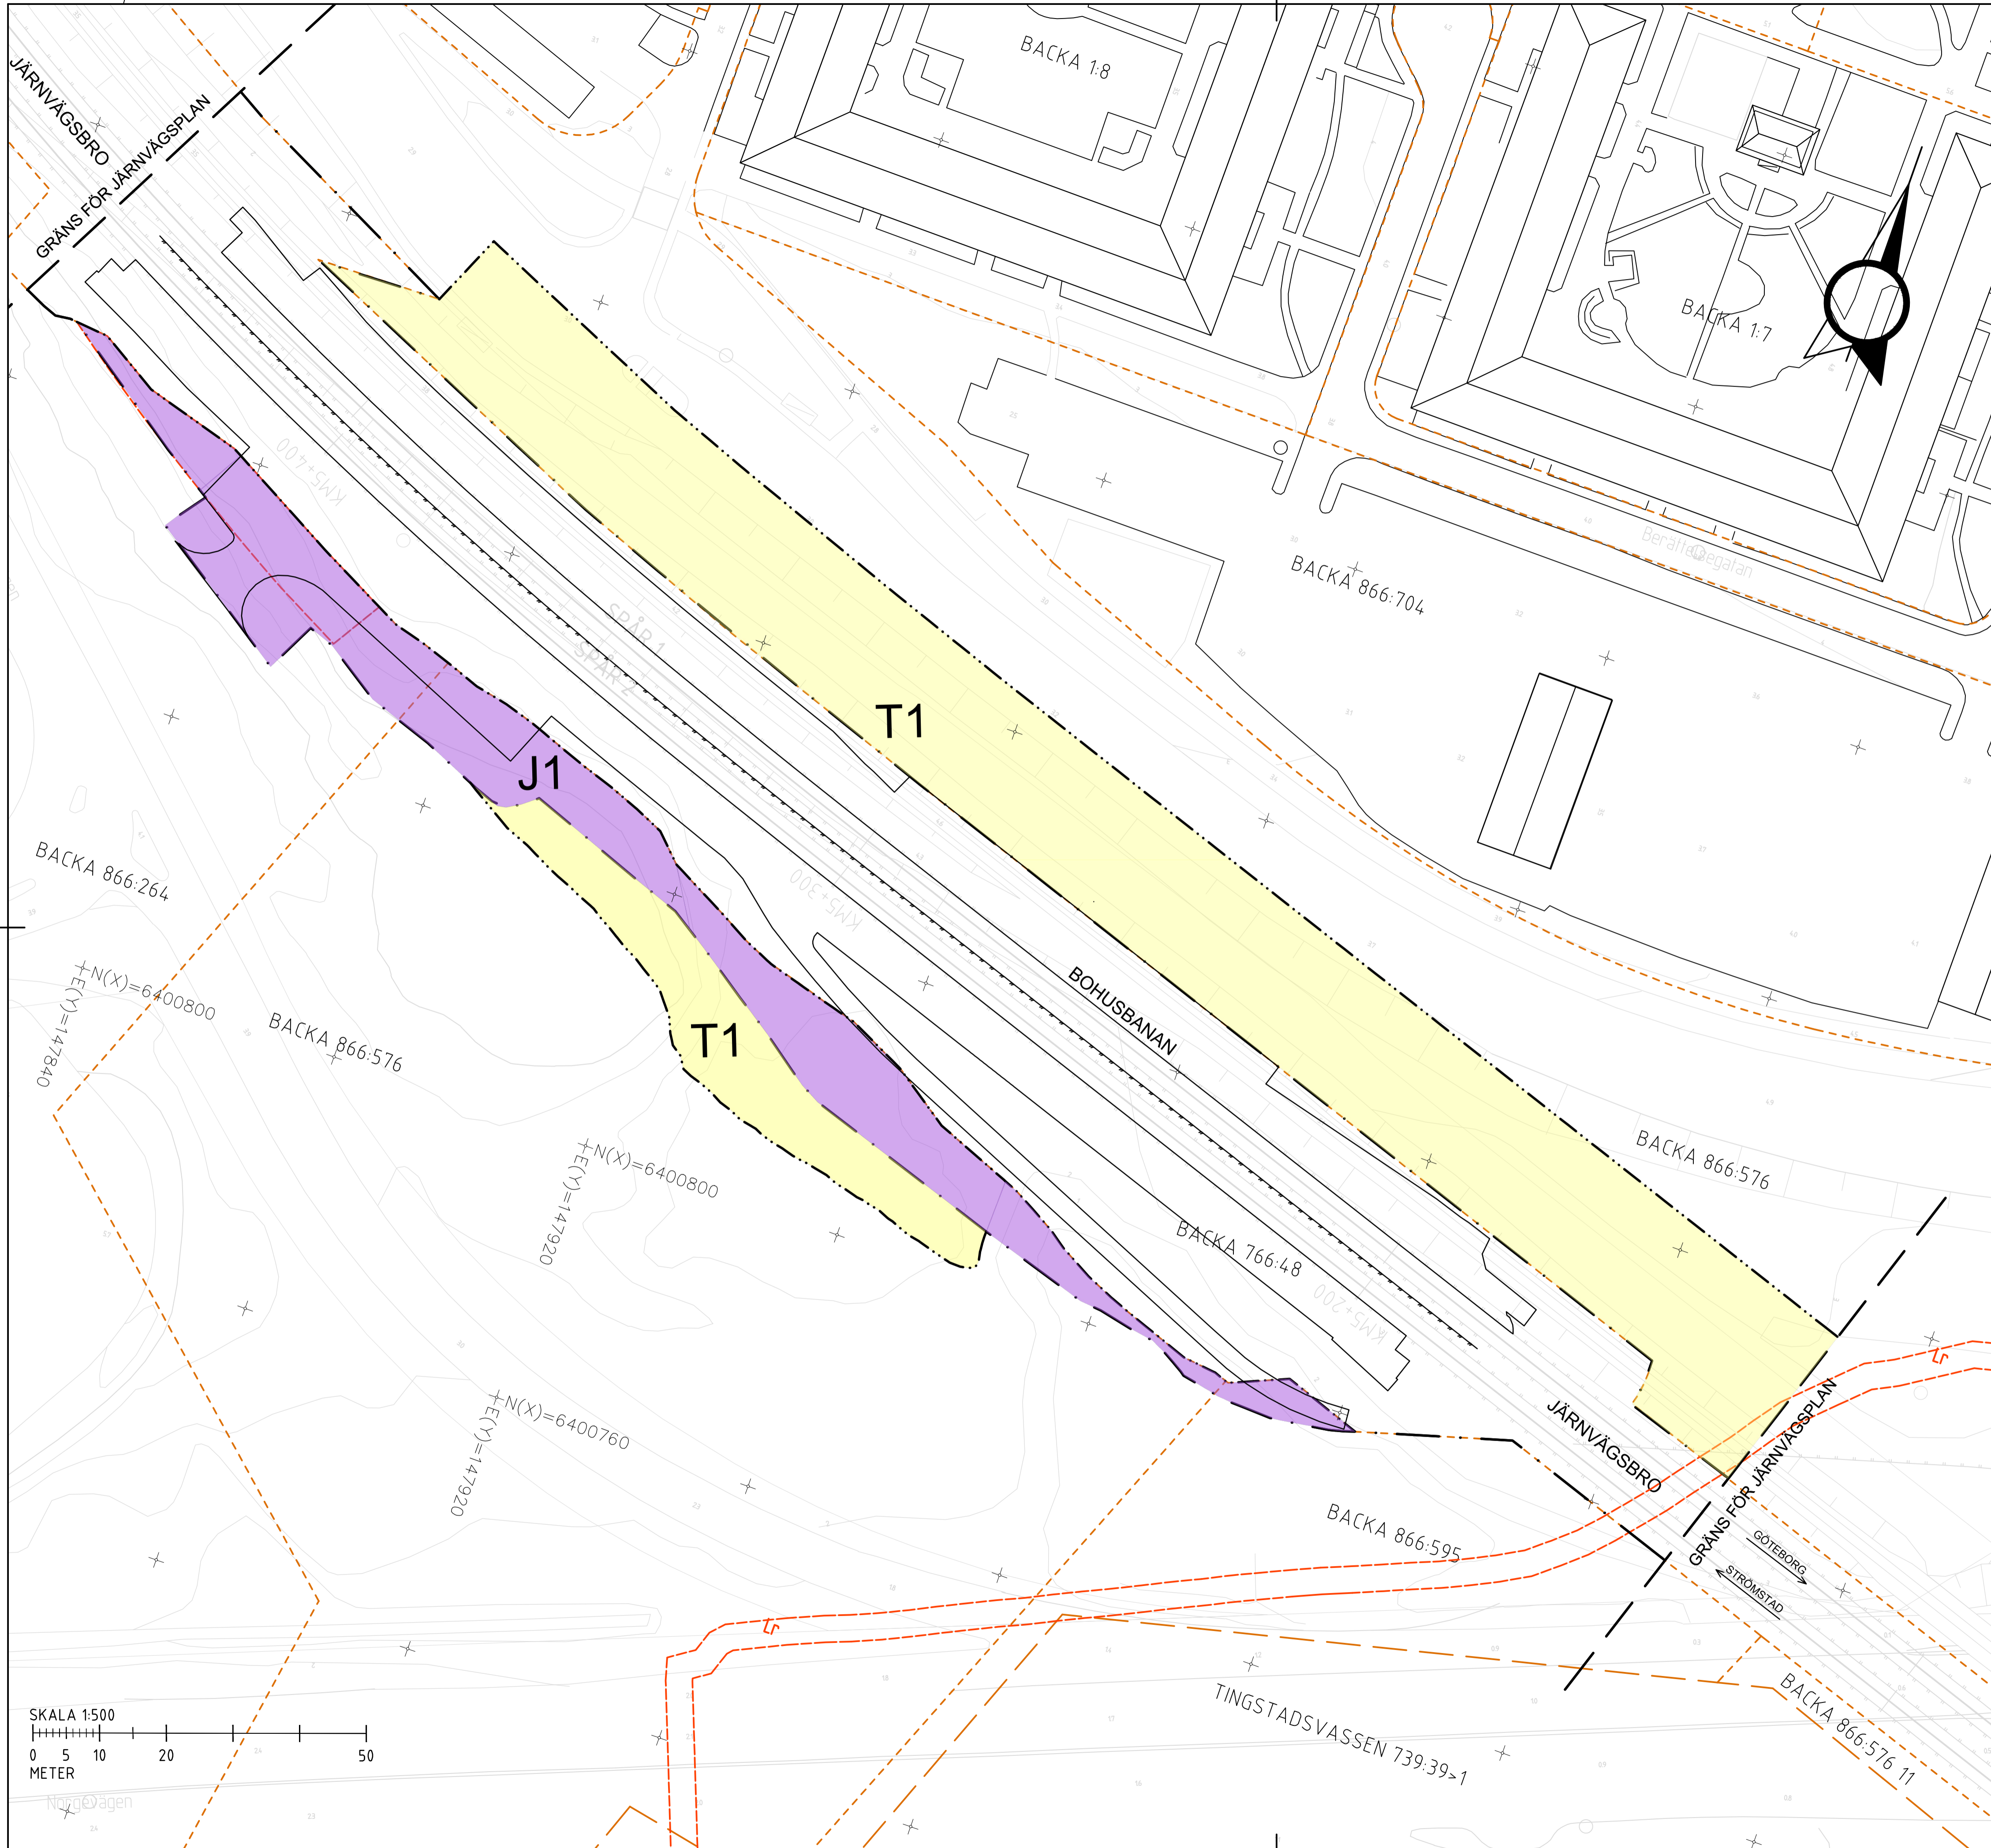 JÄRNVÄGSBRO
GRÄNS FÖR JÄRNVÄGSPLAN
BACKA 1:8
BACKA 1:7
KM5+400
SPÅR 1
SPÅR 2
BACKA 866:704
T1
J1
BACKA 866:264
KM5+300
N(X)=6400800
E(Y)=147840
BACKA 866:576
BOHUSBANAN
T1
N(X)=6400800
E(Y)=147920
BACKA 866:576
BACKA 766:48
KM5+200
N(X)=6400760
E(Y)=147920
JÄRNVÄGSBRO
GRÄNS FÖR JÄRNVÄGSPLAN
Lr
BACKA 866:595
GÖTEBORG
STRÖMSTAD
Lr
TINGSTADSVASSEN 739:39>1
BACKA 866:576 11
SKALA 1:500
0 5 10 20 50
METER
Norgevägen